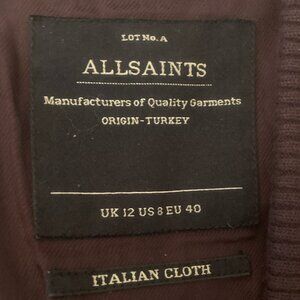 LOT No. A
ALLSAINTS
Manufacturers of Quality Garments
ORIGIN-TURKEY
UK 12 US 8 EU 40
ITALIAN CLOTH